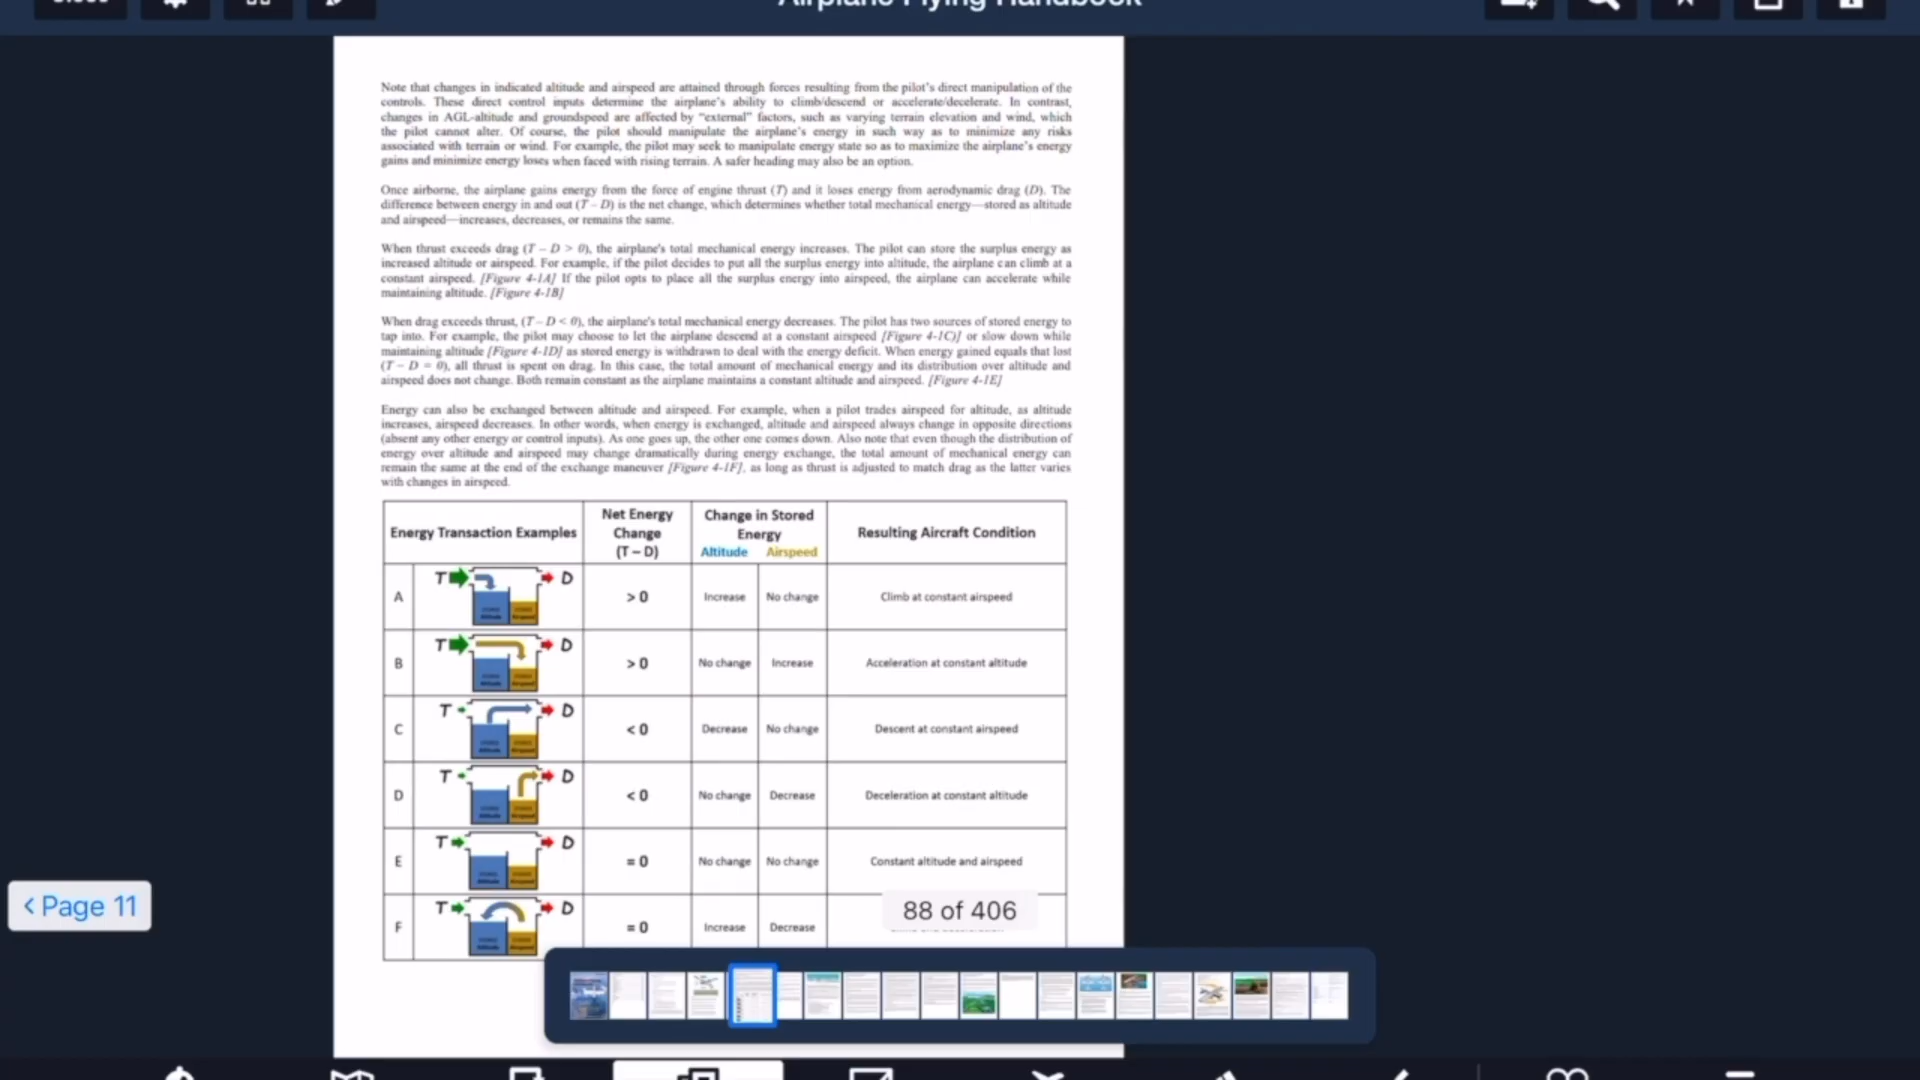 Airplane Flying Handbook
Note that changes in indicated altitude and airspeed are attained through forces resulting from the pilot's direct manipulation of the
controls. These direct control inputs determine the airplane's ability to climb/descend or accelerate/decelerate. In contrast,
changes in AGL-altitude and groundspeed are affected by "external" factors, such as varying terrain elevation and wind, which
the pilot cannot alter. Of course, the pilot should manipulate the airplane's energy in such way as to minimize any risks
associated with terrain or wind. For example, the pilot may seek to manipulate energy state so as to maximize the airplane's energy
gains and minimize energy loses when faced with rising terrain. A safer heading may also be an option.
Once airborne, the airplane gains energy from the force of engine thrust (T) and it loses energy from aerodynamic drag (D). The
difference between energy in and out (T – D) is the net change, which determines whether total mechanical energy—stored as altitude
and airspeed—increases, decreases, or remains the same.
When thrust exceeds drag (T – D > 0), the airplane's total mechanical energy increases. The pilot can store the surplus energy as
increased altitude or airspeed. For example, if the pilot decides to put all the surplus energy into altitude, the airplane can climb at a
constant airspeed. [Figure 4-1A] If the pilot opts to place all the surplus energy into airspeed, the airplane can accelerate while
maintaining altitude. [Figure 4-1B]
When drag exceeds thrust, (T – D < 0), the airplane's total mechanical energy decreases. The pilot has two sources of stored energy to
tap into. For example, the pilot may choose to let the airplane descend at a constant airspeed [Figure 4-1C)] or slow down while
maintaining altitude [Figure 4-1D] as stored energy is withdrawn to deal with the energy deficit. When energy gained equals that lost
(T – D = 0), all thrust is spent on drag. In this case, the total amount of mechanical energy and its distribution over altitude and
airspeed does not change. Both remain constant as the airplane maintains a constant altitude and airspeed. [Figure 4-1E]
Energy can also be exchanged between altitude and airspeed. For example, when a pilot trades airspeed for altitude, as altitude
increases, airspeed decreases. In other words, when energy is exchanged, altitude and airspeed always change in opposite directions
(absent any other energy or control inputs). As one goes up, the other one comes down. Also note that even though the distribution of
energy over altitude and airspeed may change dramatically during energy exchange, the total amount of mechanical energy can
remain the same at the end of the exchange maneuver [Figure 4-1F], as long as thrust is adjusted to match drag as the latter varies
with changes in airspeed.
Energy Transaction Examples
Net Energy
Change
(T – D)
Change in Stored
Energy
Altitude Airspeed
Resulting Aircraft Condition
A T D > 0 Increase No change Climb at constant airspeed
B T D > 0 No change Increase Acceleration at constant altitude
C T D < 0 Decrease No change Descent at constant airspeed
D T D < 0 No change Decrease Deceleration at constant altitude
E T D = 0 No change No change Constant altitude and airspeed
F T D = 0 Increase Decrease
88 of 406
< Page 11